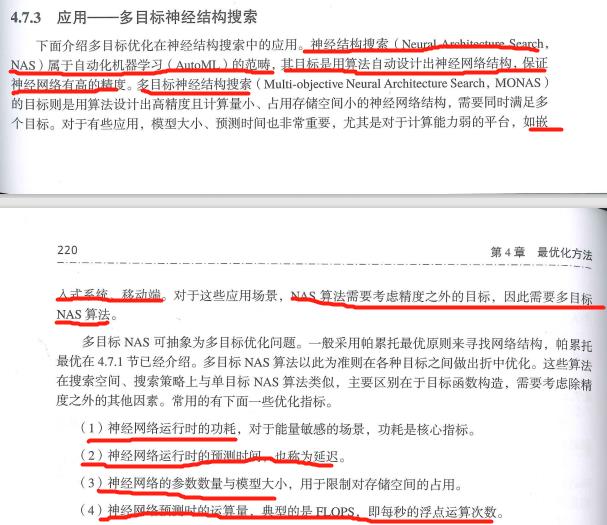 4.7.3 应用——多目标神经结构搜索
下面介绍多目标优化在神经结构搜索中的应用。神经结构搜索（Neural Architecture Search，
NAS）属于自动化机器学习（AutoML）的范畴，其目标是用算法自动设计出神经网络结构，保证
神经网络有高的精度。多目标神经结构搜索（Multi-objective Neural Architecture Search，MONAS）
的目标则是用算法设计出高精度且计算量小、占用存储空间小的神经网络结构，需要同时满足多
个目标。对于有些应用，模型大小、预测时间也非常重要，尤其是对于计算能力弱的平台，如嵌
220 第 4 章 最优化方法
入式系统、移动端。对于这些应用场景，NAS 算法需要考虑精度之外的目标，因此需要多目标
NAS 算法。
多目标 NAS 可抽象为多目标优化问题。一般采用帕累托最优原则来寻找网络结构，帕累托
最优在 4.7.1 节已经介绍。多目标 NAS 算法以此为准则在各种目标之间做出折中优化。这些算法
在搜索空间、搜索策略上与单目标 NAS 算法类似，主要区别在于目标函数构造，需要考虑除精
度之外的其他因素。常用的有下面一些优化指标。
（1）神经网络运行时的功耗，对于能量敏感的场景，功耗是核心指标。
（2）神经网络运行时的预测时间，也称为延迟。
（3）神经网络的参数数量与模型大小，用于限制对存储空间的占用。
（4）神经网络预测时的运算量，典型的是 FLOPS，即每秒的浮点运算次数。